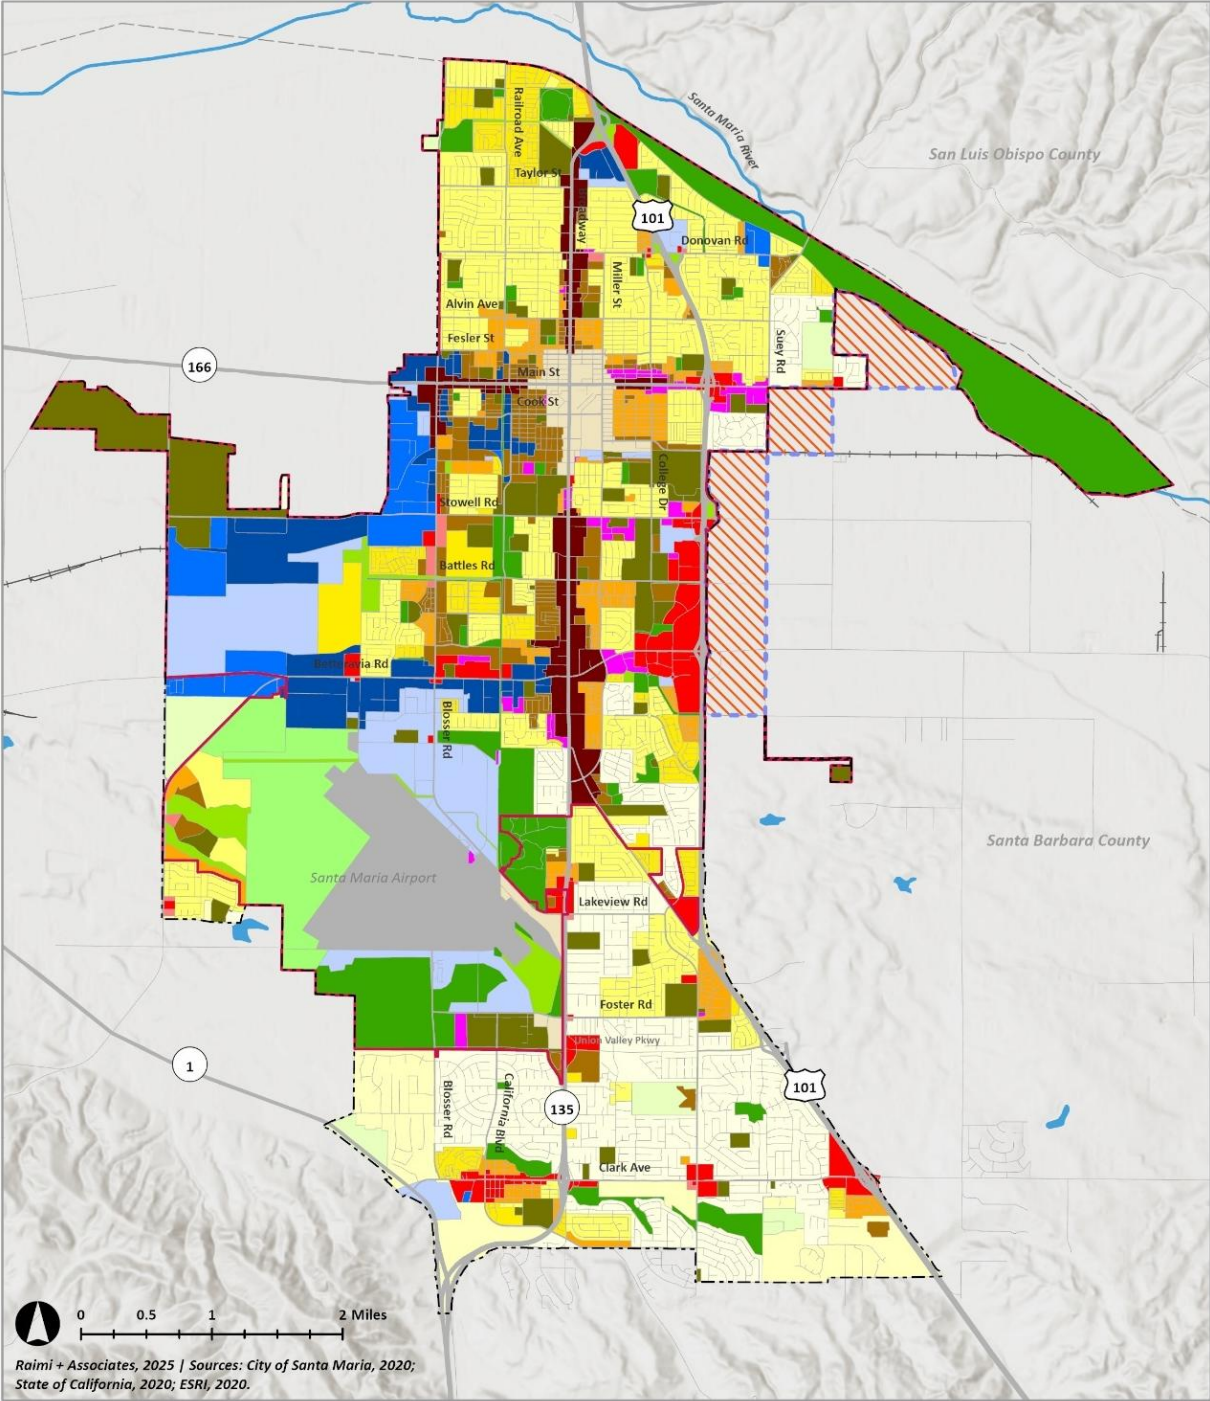 Santa Maria River
San Luis Obispo County
Railroad Ave
Taylor St
Broadway
101
Donovan Rd
Miller St
Alvin Ave
Suey Rd
Fesler St
166
Main St
Cook St
College Dr
Stowell Rd
Battles Rd
Betteravia Rd
Blosser Rd
Santa Barbara County
Santa Maria Airport
Lakeview Rd
Foster Rd
Union Valley Pkwy
1
101
Blosser Rd
California Blvd
135
Clark Ave
0 0.5 1 2 Miles
Raimi + Associates, 2025 | Sources: City of Santa Maria, 2020;
State of California, 2020; ESRI, 2020.